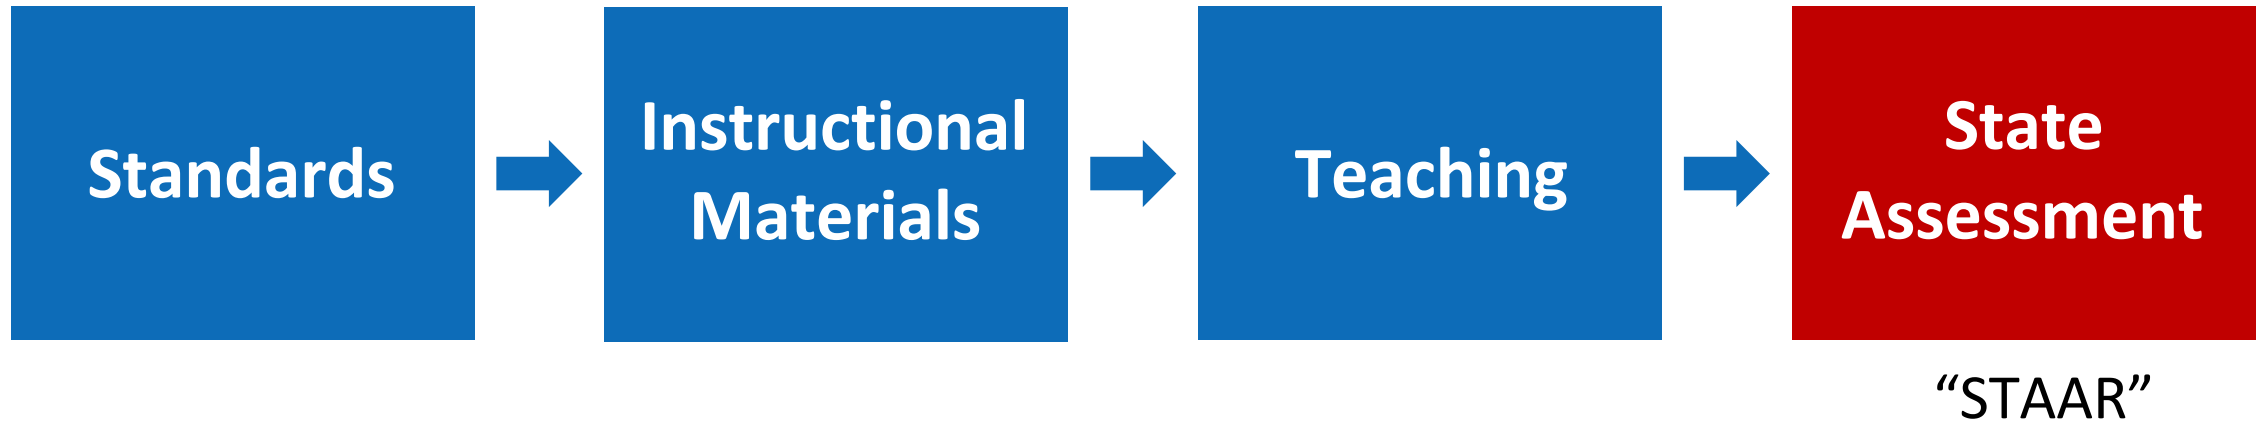 Standards
Instructional
Materials
Teaching
State
Assessment
“STAAR”